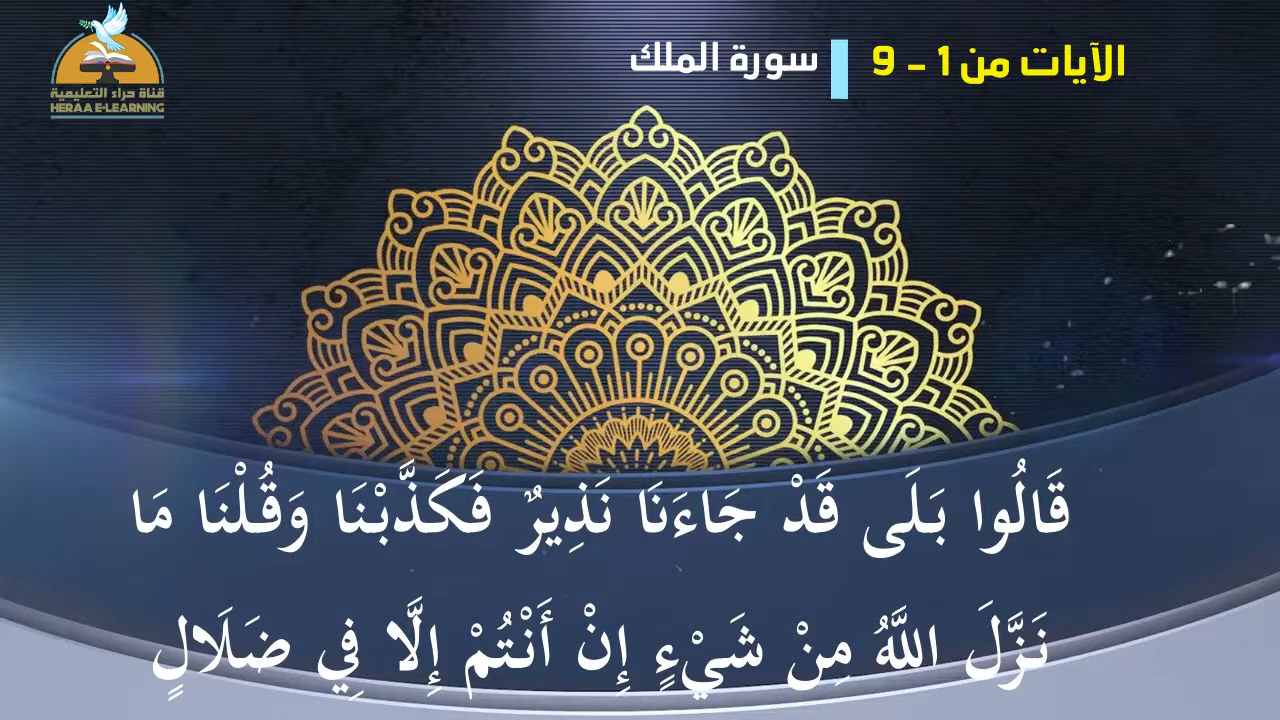 الآيات من 1 - 9
سورة الملك
قناة حراء التعليمية
HERAA E-LEARNING
قَالُوا بَلَى قَدْ جَاءَنَا نَذِيرٌ فَكَذَّبْنَا وَقُلْنَا مَا
نَزَّلَ اللَّهُ مِنْ شَيْءٍ إِنْ أَنْتُمْ إِلَّا فِي ضَلَالٍ